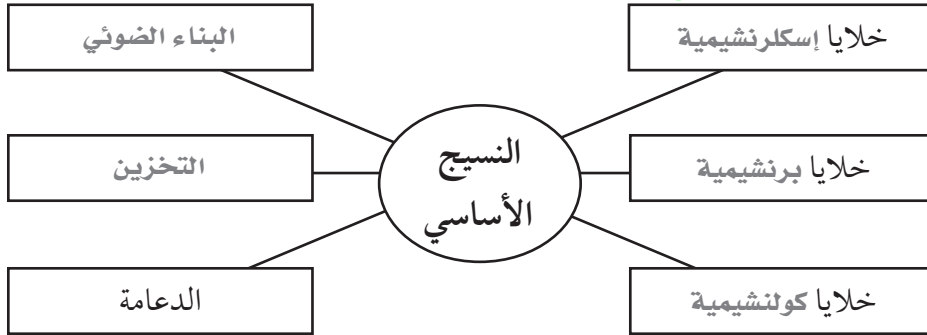 خلايا إسكلرنشيمية
البناء الضوئي
النسيج
الأساسي
خلايا برنشيمية
التخزين
خلايا كولنشيمية
الدعامة